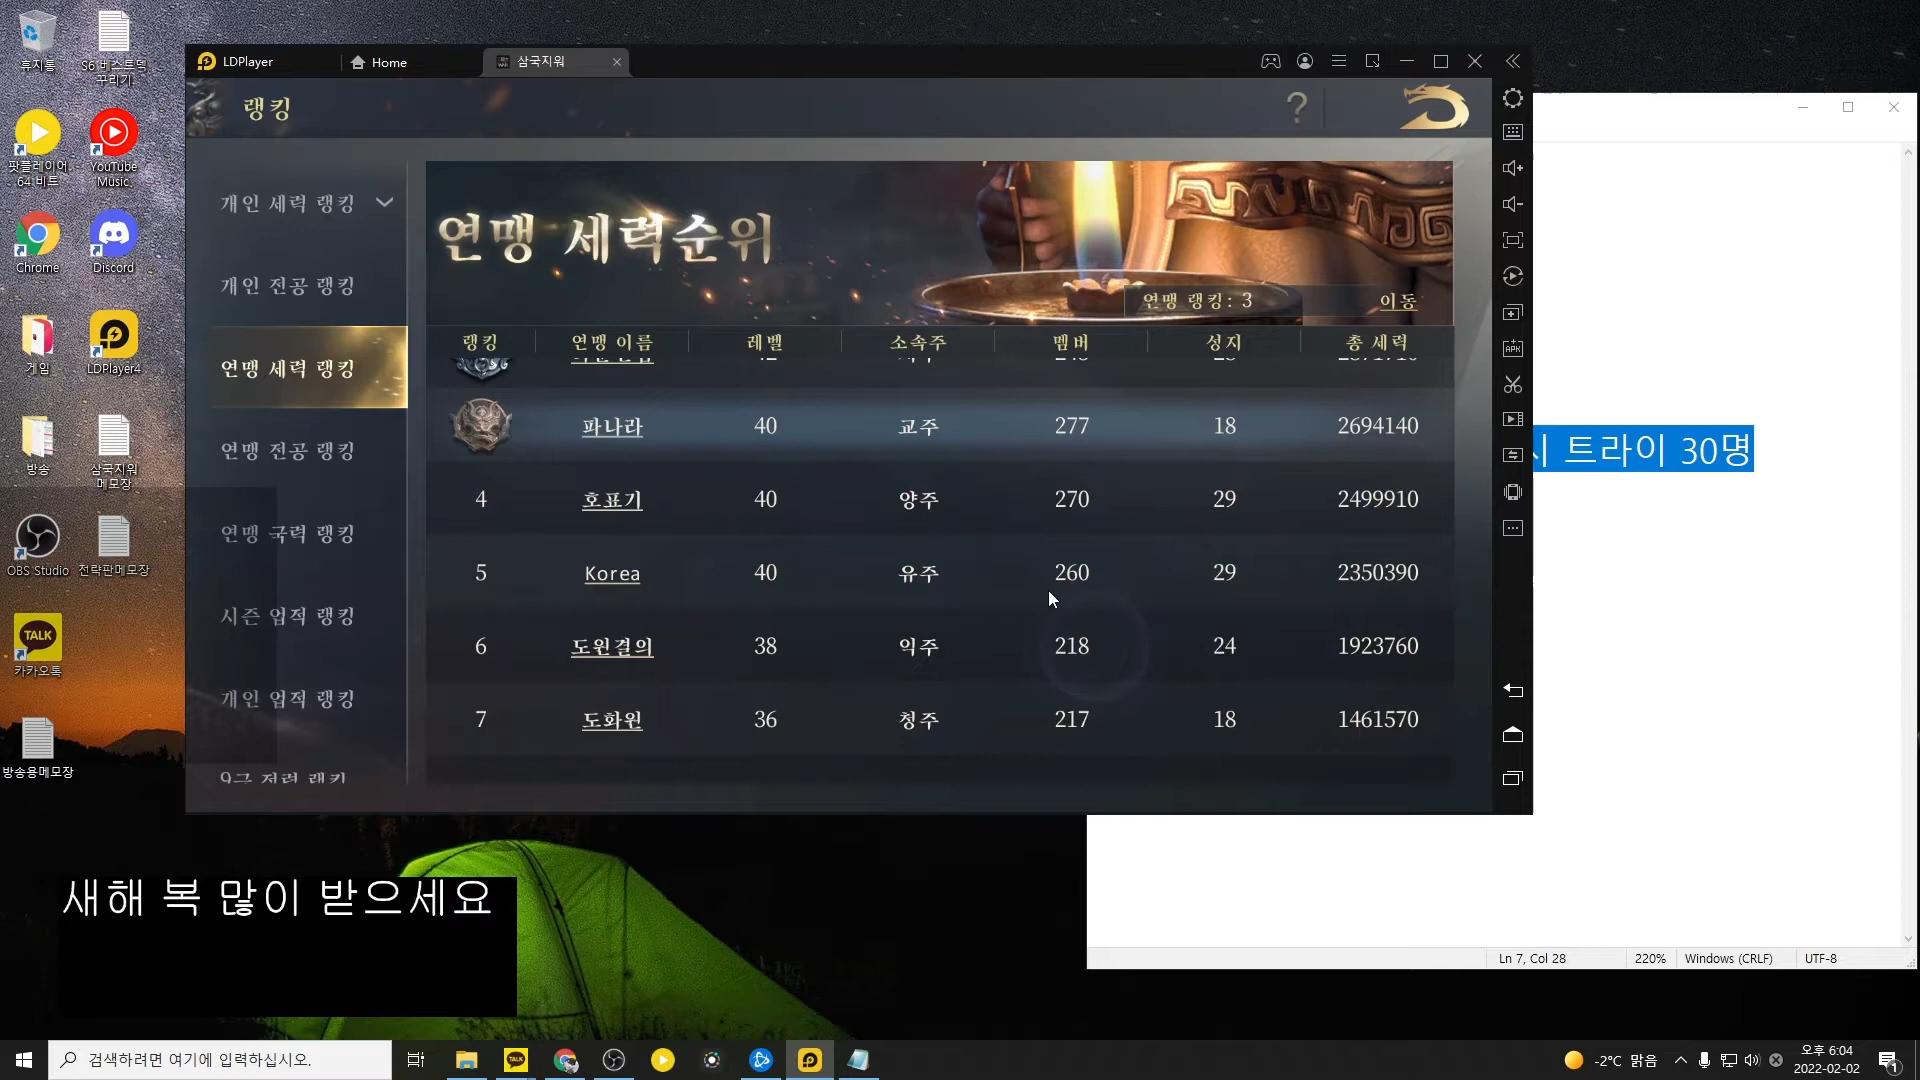 휴지통
S6 베스트덱
꾸리기
팟플레이어
64 비트
YouTube
Music
Chrome
Discord
게임
LDPlayer4
방송
삼국지워
메모장
OBS Studio
전략판메모장
TALK
카카오톡
방송용메모장
LDPlayer
Home
삼국지워
랭킹
?
개인 세력 랭킹
개인 전공 랭킹
연맹 세력 랭킹
연맹 전공 랭킹
연맹 국력 랭킹
시즌 업적 랭킹
개인 업적 랭킹
연맹 세력순위
연맹 랭킹: 3 이동
랭킹 연맹 이름 레벨 소속주 멤버 성지 총 세력
파나라 40 교주 277 18 2694140
4 호표기 40 양주 270 29 2499910
5 Korea 40 유주 260 29 2350390
6 도원결의 38 익주 218 24 1923760
7 도화원 36 청주 217 18 1461570
APK
트라이 30명
Ln 7, Col 28 220% Windows (CRLF) UTF-8
새해 복 많이 받으세요
검색하려면 여기에 입력하십시오.
TALK
-2°C 맑음
오후 6:04
2022-02-02
1